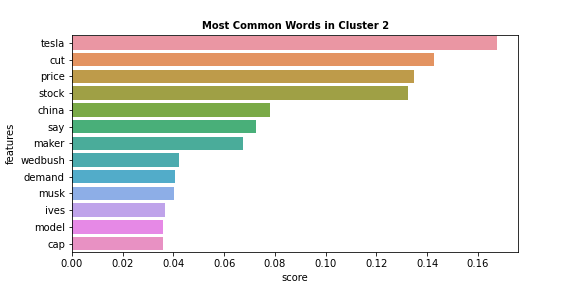 Most Common Words in Cluster 2
features
tesla
cut
price
stock
china
say
maker
wedbush
demand
musk
ives
model
cap
0.00 0.02 0.04 0.06 0.08 0.10 0.12 0.14 0.16
score